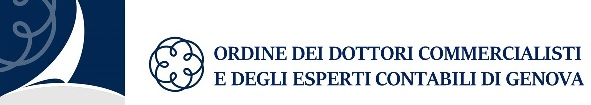 ORDINE DEI DOTTORI COMMERCIALISTI
E DEGLI ESPERTI CONTABILI DI GENOVA